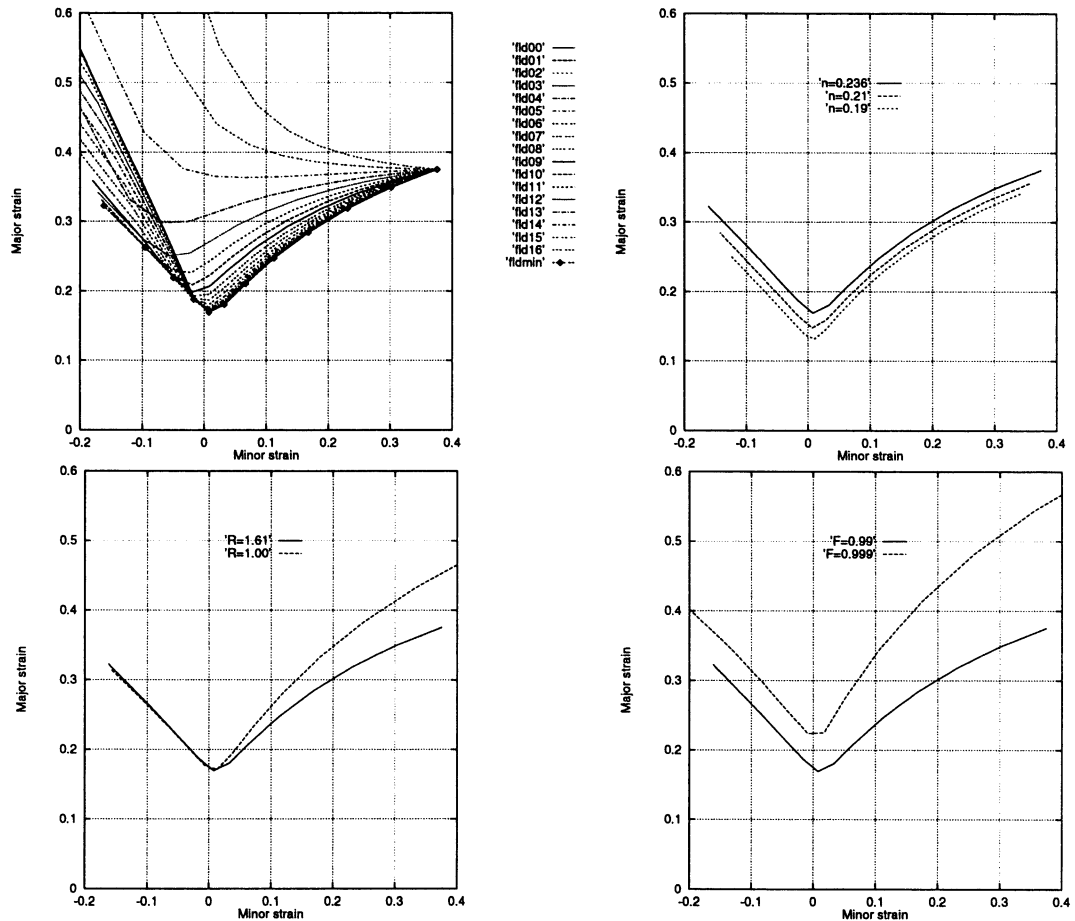 0.6
0.5
0.4
0.3
0.2
0.1
0
-0.2
-0.1
0
0.1
0.2
0.3
0.4
Major strain
Minor strain
'fld00'
'fld01'
'fld02'
'fld03'
'fld04'
'fld05'
'fld06'
'fld07'
'fld08'
'fld09'
'fld10'
'fld11'
'fld12'
'fld13'
'fld14'
'fld15'
'fld16'
'fldmin'
0.6
0.5
0.4
0.3
0.2
0.1
0
-0.2
-0.1
0
0.1
0.2
0.3
0.4
Major strain
Minor strain
'n=0.236'
'n=0.21'
'n=0.19'
0.6
0.5
0.4
0.3
0.2
0.1
0
-0.2
-0.1
0
0.1
0.2
0.3
0.4
Major strain
Minor strain
'R=1.61'
'R=1.00'
0.6
0.5
0.4
0.3
0.2
0.1
0
-0.2
-0.1
0
0.1
0.2
0.3
0.4
Major strain
Minor strain
'F=0.99'
'F=0.999'